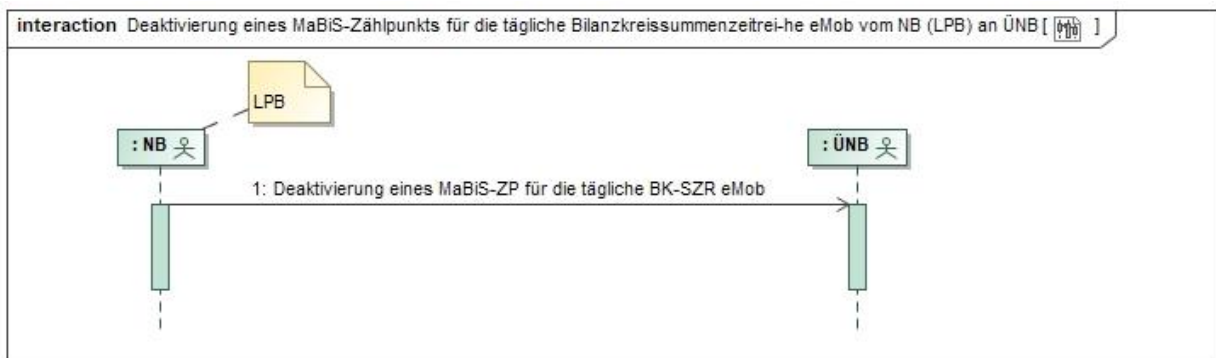 interaction Deaktivierung eines MaBiS-Zählpunkts für die tägliche Bilanzkreissummenzeitrei-he eMob vom NB (LPB) an ÜNB [ ]
LPB
: NB
: ÜNB
1: Deaktivierung eines MaBiS-ZP für die tägliche BK-SZR eMob